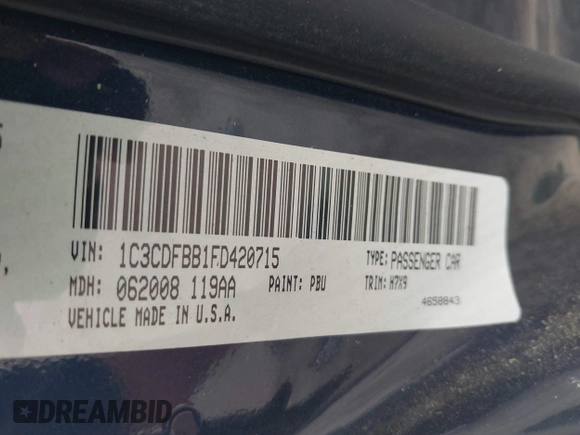 VIN: 1C3CDFBB1FD420715 TYPE: PASSENGER CAR
MDH: 062008 119AA PAINT: PBU TRIM: H7X9
VEHICLE MADE IN U.S.A. 4658843
DREAMBID